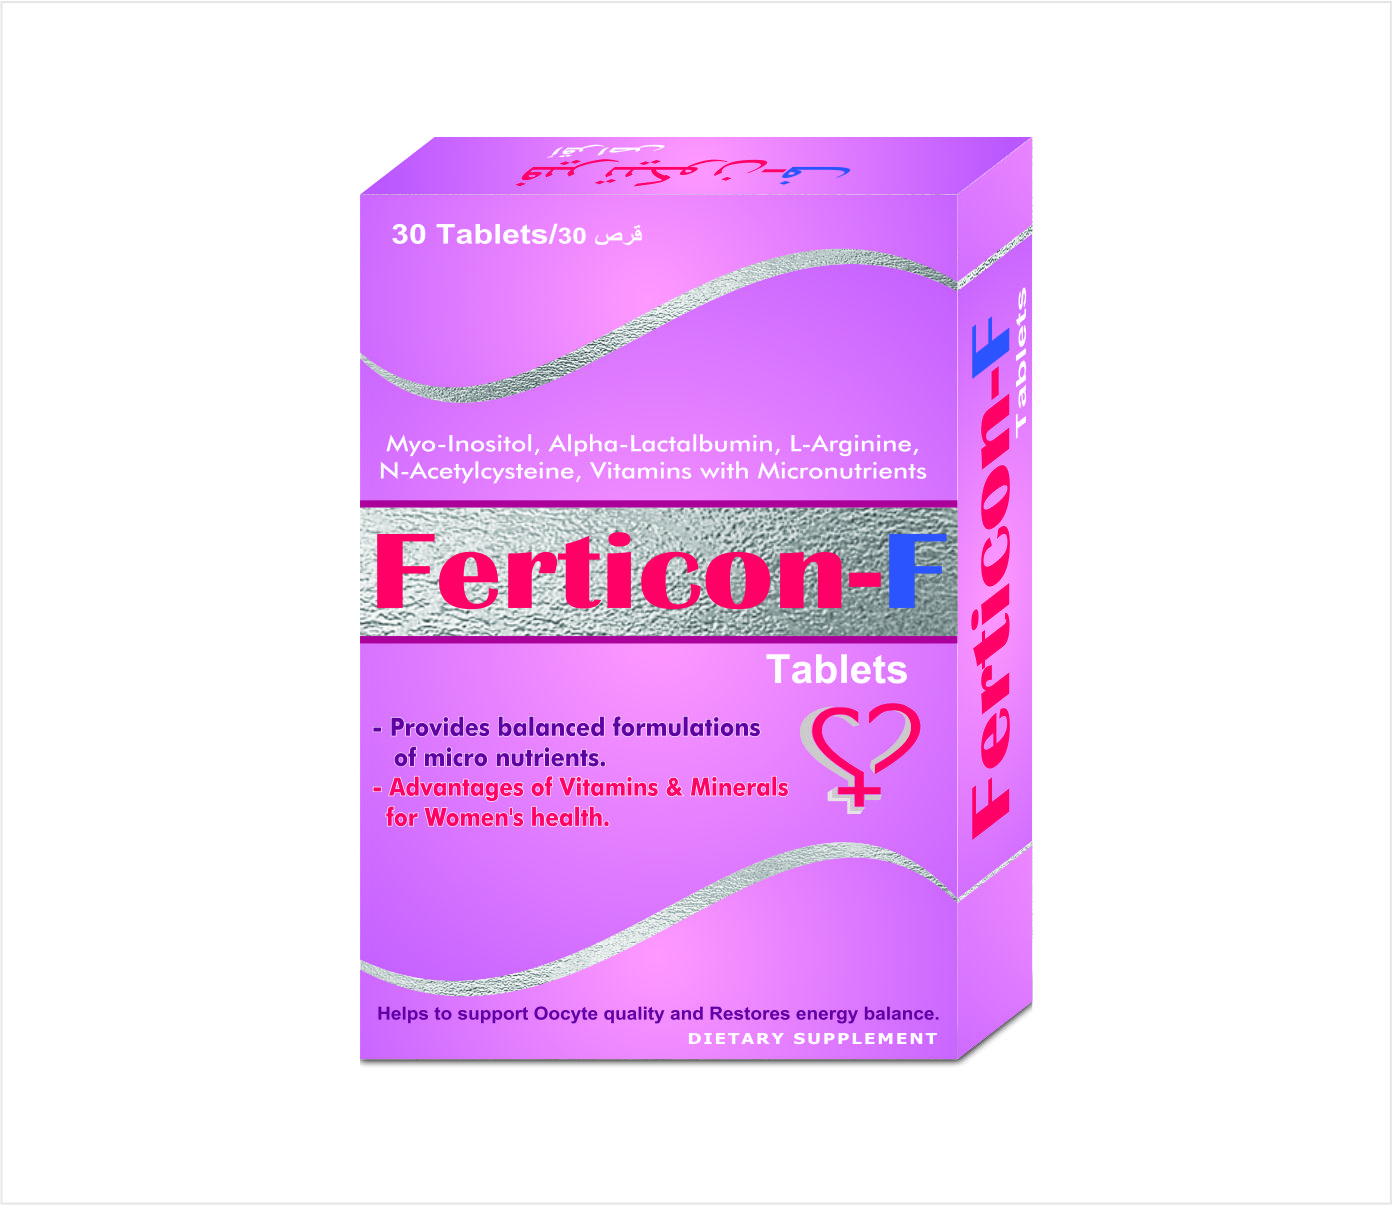 أقراص
فيرتيكون-ف
30 Tablets/30 قرص
Myo-Inositol, Alpha-Lactalbumin, L-Arginine,
N-Acetylcysteine, Vitamins with Micronutrients
Ferticon-F
Tablets
- Provides balanced formulations
of micro nutrients.
- Advantages of Vitamins & Minerals
for Women's health.
Helps to support Oocyte quality and Restores energy balance.
DIETARY SUPPLEMENT
Ferticon-F
Tablets